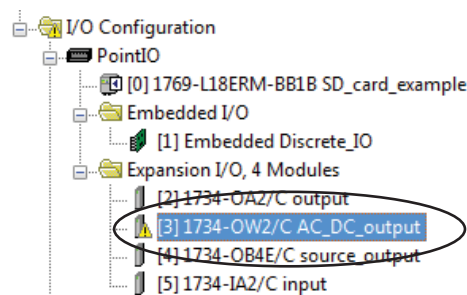 I/O Configuration
PointIO
[0] 1769-L18ERM-BB1B SD_card_example
Embedded I/O
[1] Embedded Discrete_IO
Expansion I/O, 4 Modules
[2] 1734-OA2/C output
[3] 1734-OW2/C AC_DC_output
[4] 1734-OB4E/C source_output
[5] 1734-IA2/C input